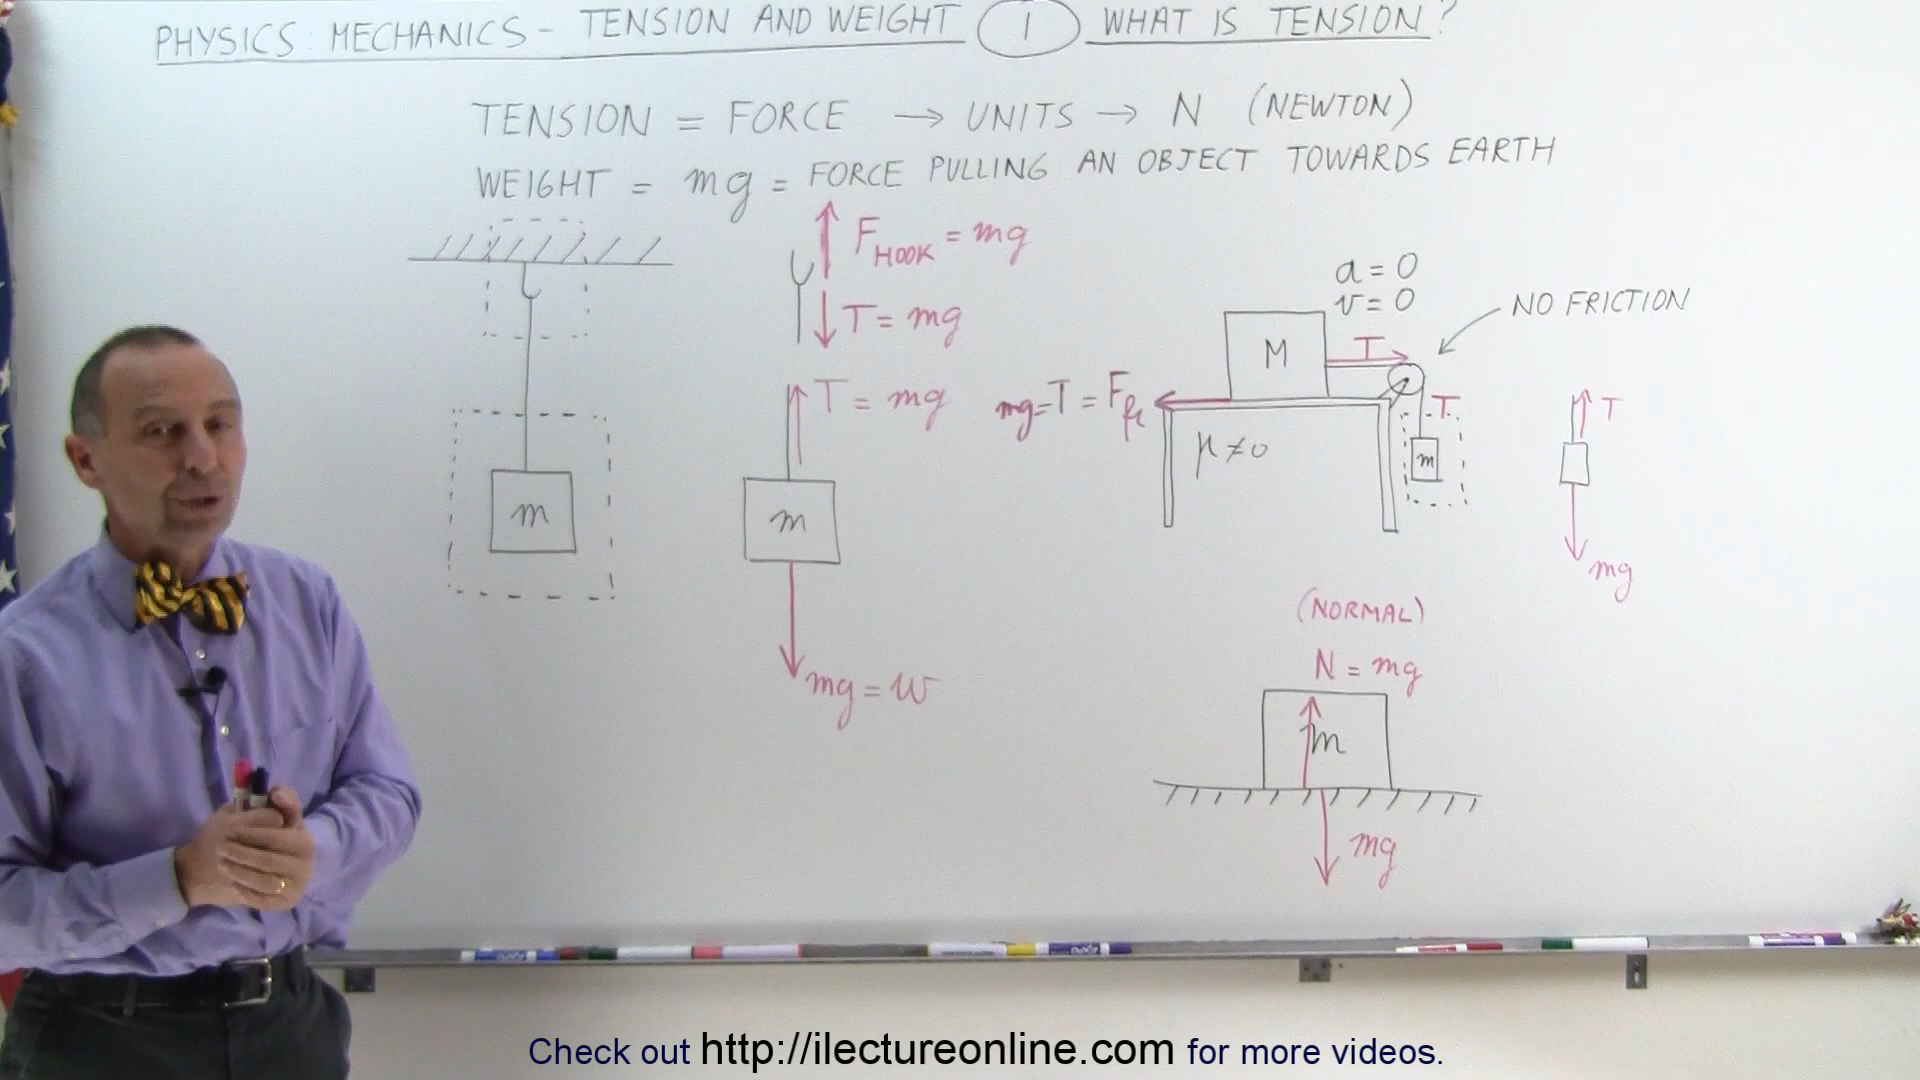 PHYSICS: MECHANICS - TENSION AND WEIGHT 1 WHAT IS TENSION?
TENSION = FORCE → UNITS → N (NEWTON)
WEIGHT = mg = FORCE PULLING AN OBJECT TOWARDS EARTH
F HOOK = mg
T = mg
T = mg
m
m
mg = W
a = 0
v = 0
NO FRICTION
M
T
mg = T = Ffr
μ ≠ 0
T
m
T
mg
(NORMAL)
N = mg
m
mg
Check out http://ilectureonline.com for more videos.